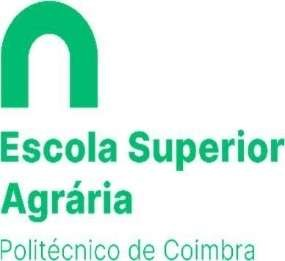 Escola Superior
Agrária
Politécnico de Coimbra